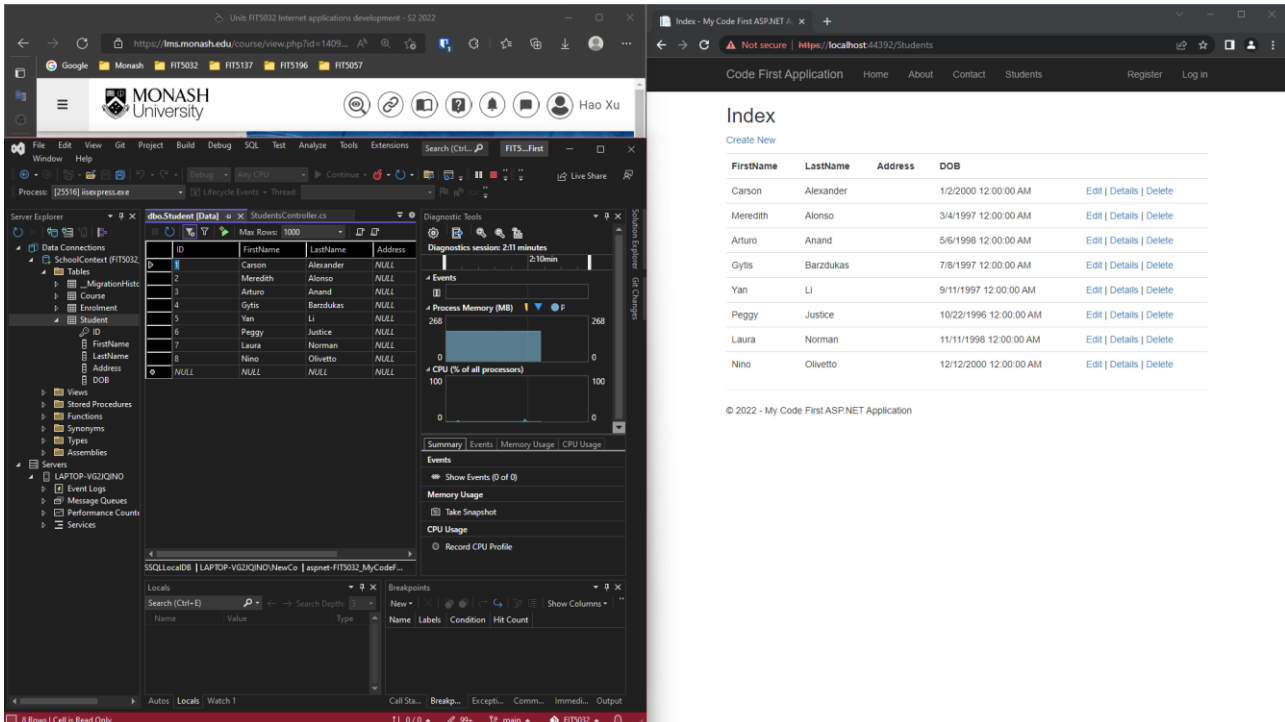 Unit: FIT5032 Internet applications development - S2 2022
https://lms.monash.edu/course/view.php?id=1409...
Google Monash FIT5032 FIT5137 FIT5196 FIT5057
MONASH
University
Hao Xu
File Edit View Git Project Build Debug SQL Test Analyze Tools Extensions
Window Help
Search (Ctrl... FIT5...First
Debug Any CPU Continue Live Share
Process: [25516] iisexpress.exe Lifecycle Events Thread:
Server Explorer
Data Connections
SchoolContext (FIT5032_
Tables
__MigrationHistc
Course
Enrolment
Student
ID
FirstName
LastName
Address
DOB
Views
Stored Procedures
Functions
Synonyms
Types
Assemblies
Servers
LAPTOP-VG2JQINO
Event Logs
Message Queues
Performance Counte
Services
dbo.Student [Data] StudentsController.cs
Max Rows: 1000
ID FirstName LastName Address
1 Carson Alexander NULL
2 Meredith Alonso NULL
3 Arturo Anand NULL
4 Gytis Barzdukas NULL
5 Yan Li NULL
6 Peggy Justice NULL
7 Laura Norman NULL
8 Nino Olivetto NULL
NULL NULL NULL NULL
SSQLLocalDB | LAPTOP-VG2JQINO\NewCo | aspnet-FIT5032_MyCodeF...
Diagnostic Tools
Diagnostics session: 2:11 minutes
2:10min
Events
Process Memory (MB)
268 268
0 0
CPU (% of all processors)
100 100
0 0
Summary Events Memory Usage CPU Usage
Events
Show Events (0 of 0)
Memory Usage
Take Snapshot
CPU Usage
Record CPU Profile
Solution Explorer
Git Changes
Locals
Search (Ctrl+E) Search Depth: 3
Name Value Type
Autos Locals Watch 1
Breakpoints
New Show Columns
Name Labels Condition Hit Count
Call Sta... Breakp... Excepti... Comm... Immedi... Output
8 Rows | Cell is Read Only
0 / 0 99+ main FIT5032
Index - My Code First ASP.NET A
Not secure | https://localhost:44392/Students
Code First Application Home About Contact Students Register Log in
Index
Create New
FirstName LastName Address DOB
Carson Alexander 1/2/2000 12:00:00 AM Edit | Details | Delete
Meredith Alonso 3/4/1997 12:00:00 AM Edit | Details | Delete
Arturo Anand 5/6/1998 12:00:00 AM Edit | Details | Delete
Gytis Barzdukas 7/8/1997 12:00:00 AM Edit | Details | Delete
Yan Li 9/11/1997 12:00:00 AM Edit | Details | Delete
Peggy Justice 10/22/1996 12:00:00 AM Edit | Details | Delete
Laura Norman 11/11/1998 12:00:00 AM Edit | Details | Delete
Nino Olivetto 12/12/2000 12:00:00 AM Edit | Details | Delete
© 2022 - My Code First ASP.NET Application